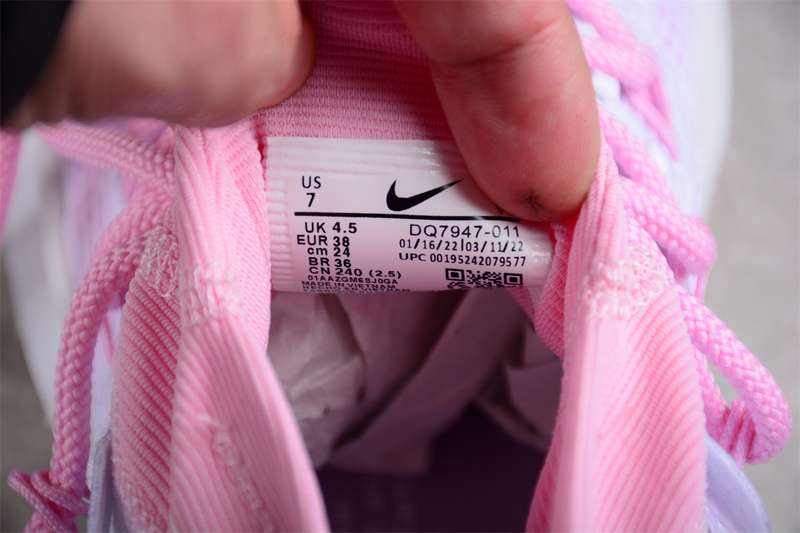 US
7
UK 4.5
EUR 38
cm 24
BR 36
CN 240 (2.5)
01AAZGM6SJ0GA
MADE IN VIETNAM
DQ7947-011
01/16/22|03/11/22
UPC 00195242079577